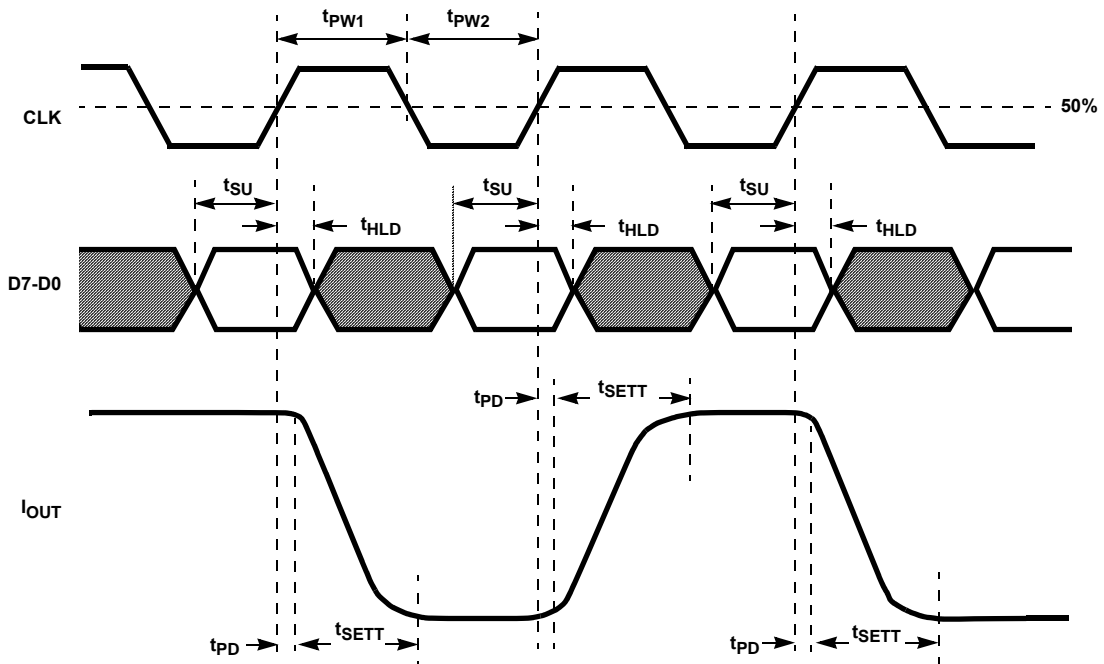 tPW1 tPW2
CLK
50%
tSU tSU tSU
tHLD tHLD tHLD
D7-D0
tPD tSETT
IOUT
tPD tSETT tPD tSETT